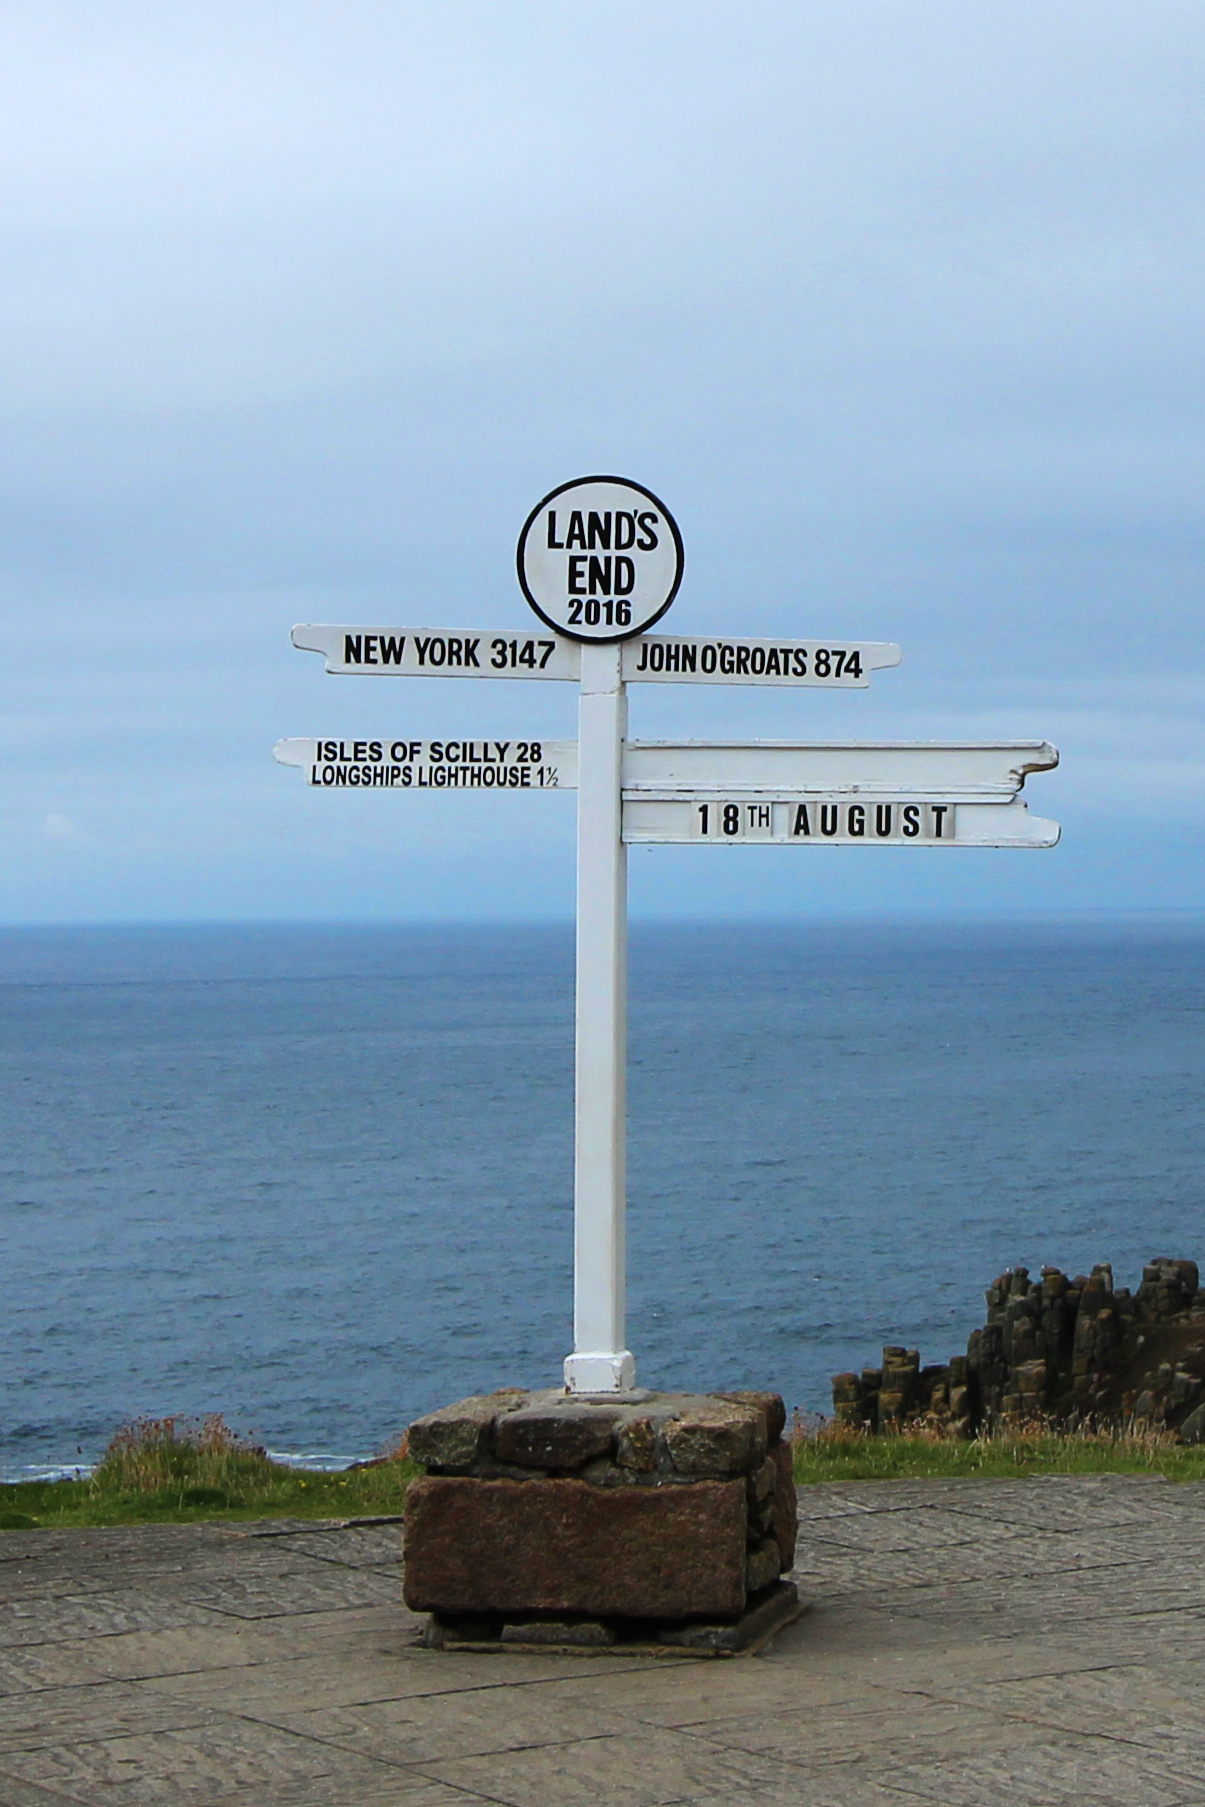 LAND'S
END
2016
NEW YORK 3147
JOHN O'GROATS 874
ISLES OF SCILLY 28
LONGSHIPS LIGHTHOUSE 1½
18TH AUGUST